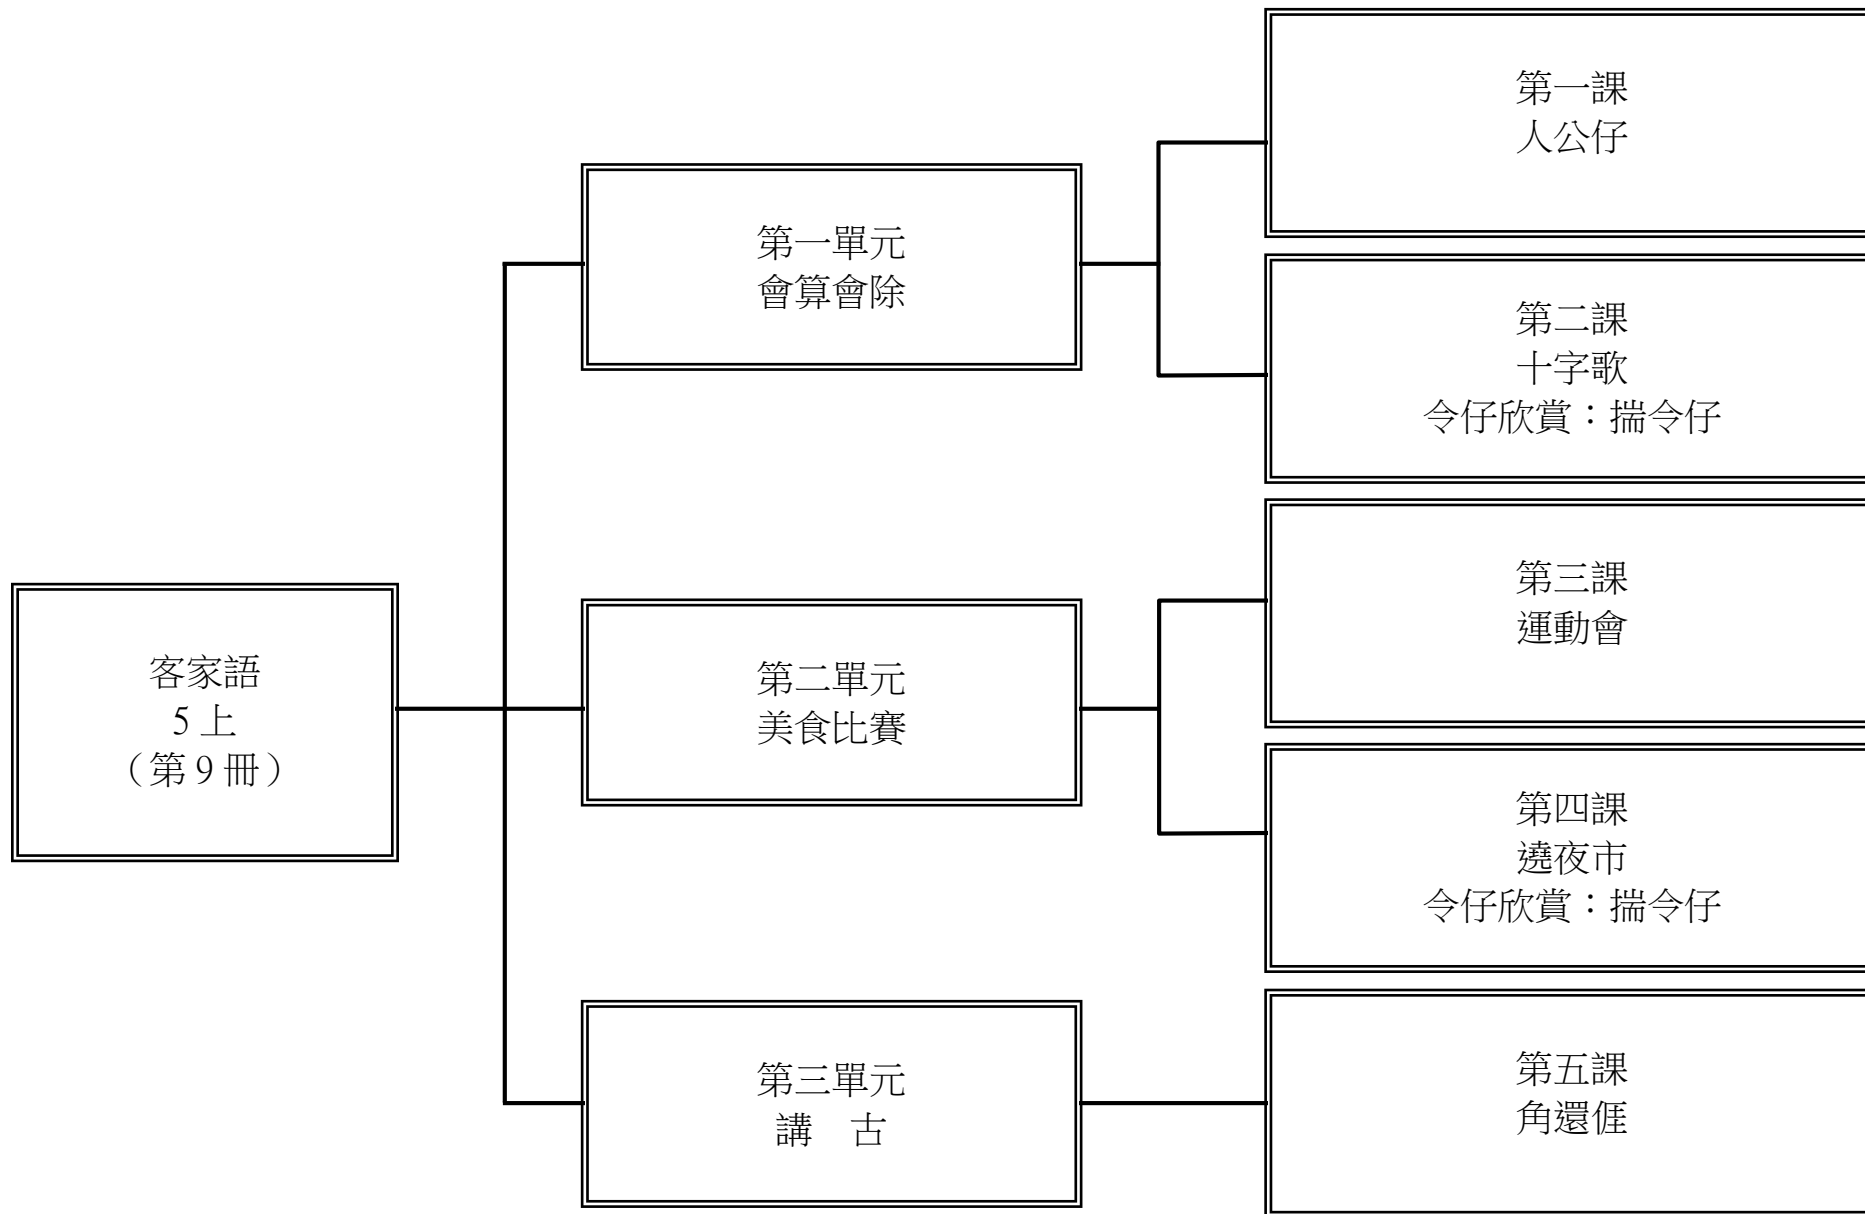 客家語
5 上
（第 9 冊）
第一單元
會算會除
第一課
人公仔
第二課
十字歌
令仔欣賞：揣令仔
第二單元
美食比賽
第三課
運動會
第四課
遶夜市
令仔欣賞：揣令仔
第三單元
講　古
第五課
角還𠊎